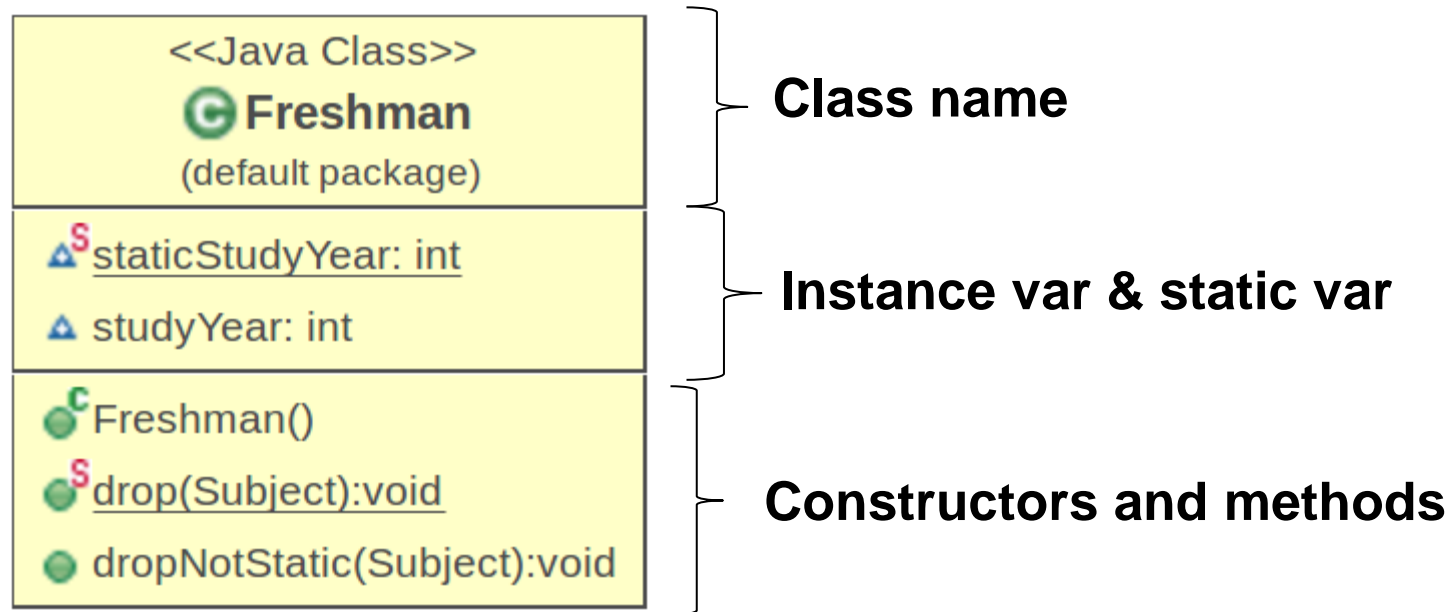 <<Java Class>>
C Freshman
(default package)
Class name
S staticStudyYear: int
studyYear: int
Instance var & static var
C Freshman()
S drop(Subject):void
dropNotStatic(Subject):void
Constructors and methods